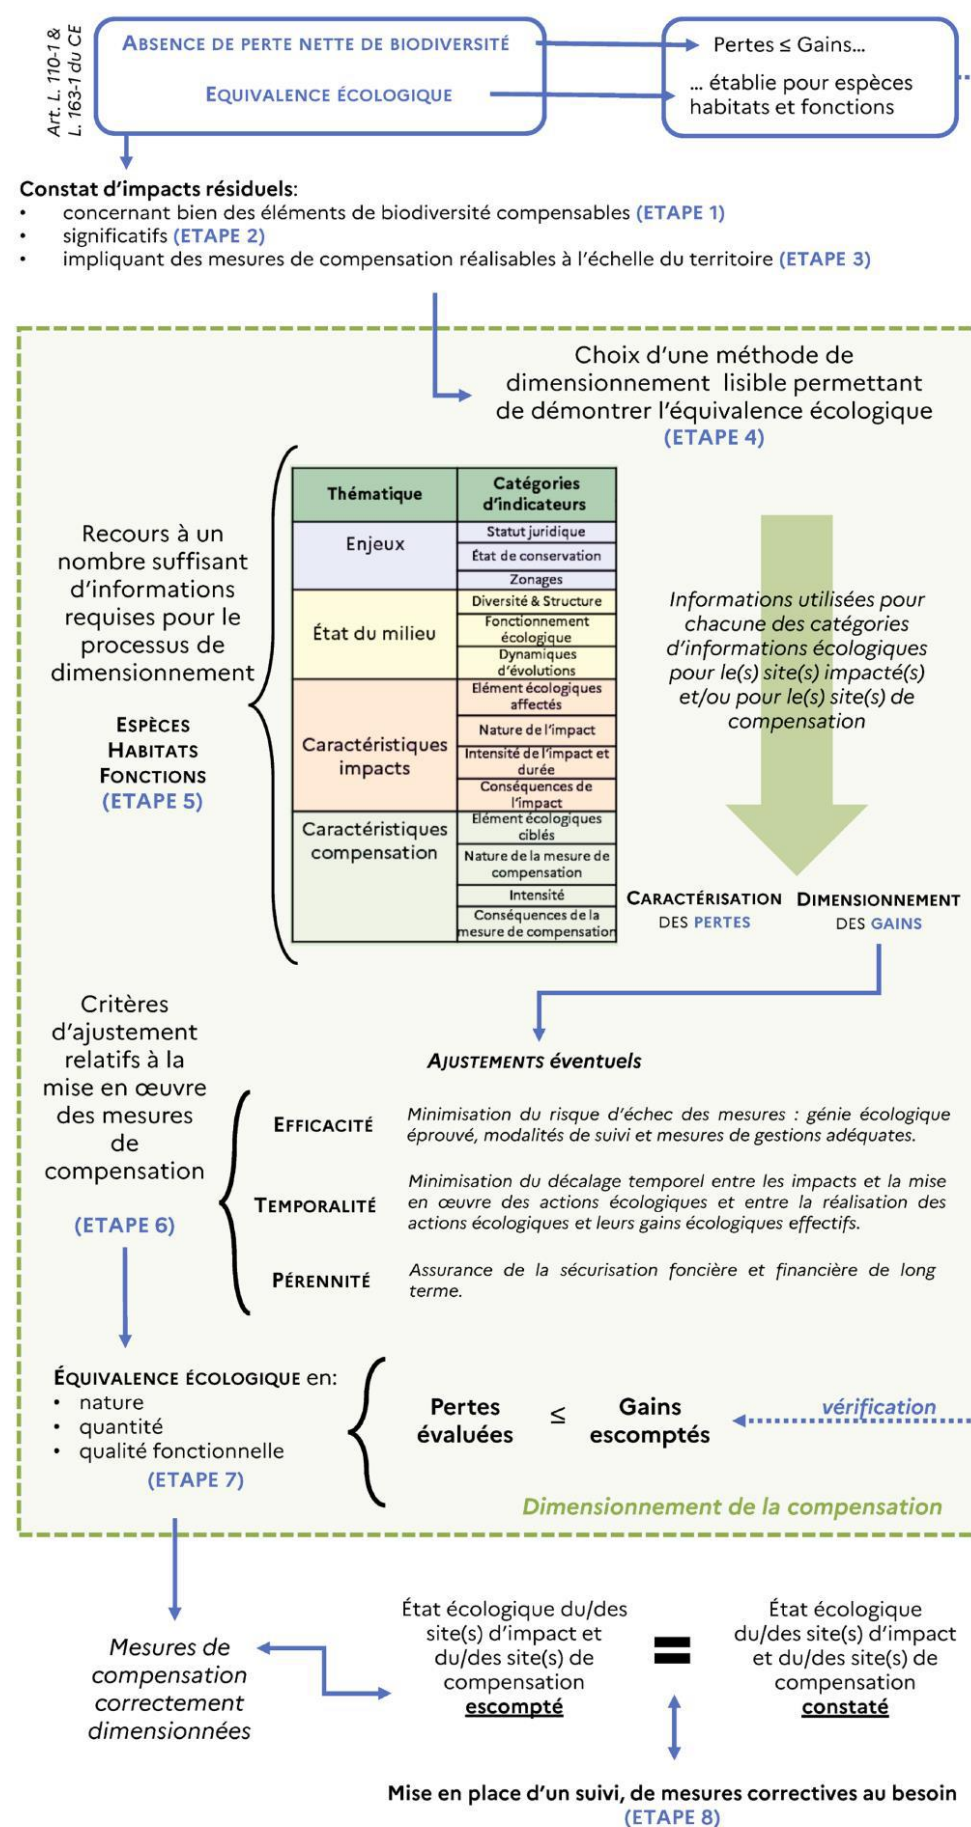 Art. L. 110-1 &
L. 163-1 du CE
ABSENCE DE PERTE NETTE DE BIODIVERSITÉ
EQUIVALENCE ÉCOLOGIQUE
Pertes ≤ Gains...
... établie pour espèces
habitats et fonctions
Constat d'impacts résiduels:
• concernant bien des éléments de biodiversité compensables (ETAPE 1)
• significatifs (ETAPE 2)
• impliquant des mesures de compensation réalisables à l'échelle du territoire (ETAPE 3)
Choix d'une méthode de
dimensionnement lisible permettant
de démontrer l'équivalence écologique
(ETAPE 4)
Recours à un
nombre suffisant
d'informations
requises pour le
processus de
dimensionnement
ESPÈCES
HABITATS
FONCTIONS
(ETAPE 5)
Thématique
Catégories
d'indicateurs
Enjeux
Statut juridique
État de conservation
Zonages
État du milieu
Diversité & Structure
Fonctionnement
écologique
Dynamiques
d'évolutions
Caractéristiques
impacts
Elément écologiques
affectés
Nature de l'impact
Intensité de l'impact et
durée
Conséquences de
l'impact
Caractéristiques
compensation
Elément écologiques
ciblés
Nature de la mesure de
compensation
Intensité
Conséquences de la
mesure de compensation
Informations utilisées pour
chacune des catégories
d'informations écologiques
pour le(s) site(s) impacté(s)
et/ou pour le(s) site(s) de
compensation
CARACTÉRISATION
DES PERTES
DIMENSIONNEMENT
DES GAINS
Critères
d'ajustement
relatifs à la
mise en œuvre
des mesures
de
compensation
(ETAPE 6)
AJUSTEMENTS éventuels
EFFICACITÉ
Minimisation du risque d'échec des mesures : génie écologique
éprouvé, modalités de suivi et mesures de gestions adéquates.
TEMPORALITÉ
Minimisation du décalage temporel entre les impacts et la mise
en œuvre des actions écologiques et entre la réalisation des
actions écologiques et leurs gains écologiques effectifs.
PÉRENNITÉ
Assurance de la sécurisation foncière et financière de long
terme.
ÉQUIVALENCE ÉCOLOGIQUE en:
• nature
• quantité
• qualité fonctionnelle
(ETAPE 7)
Pertes
évaluées
≤
Gains
escomptés
vérification
Dimensionnement de la compensation
Mesures de
compensation
correctement
dimensionnées
État écologique du/des
site(s) d'impact et
du/des site(s) de
compensation
escompté
=
État écologique
du/des site(s) d'impact
et du/des site(s) de
compensation
constaté
Mise en place d'un suivi, de mesures correctives au besoin
(ETAPE 8)